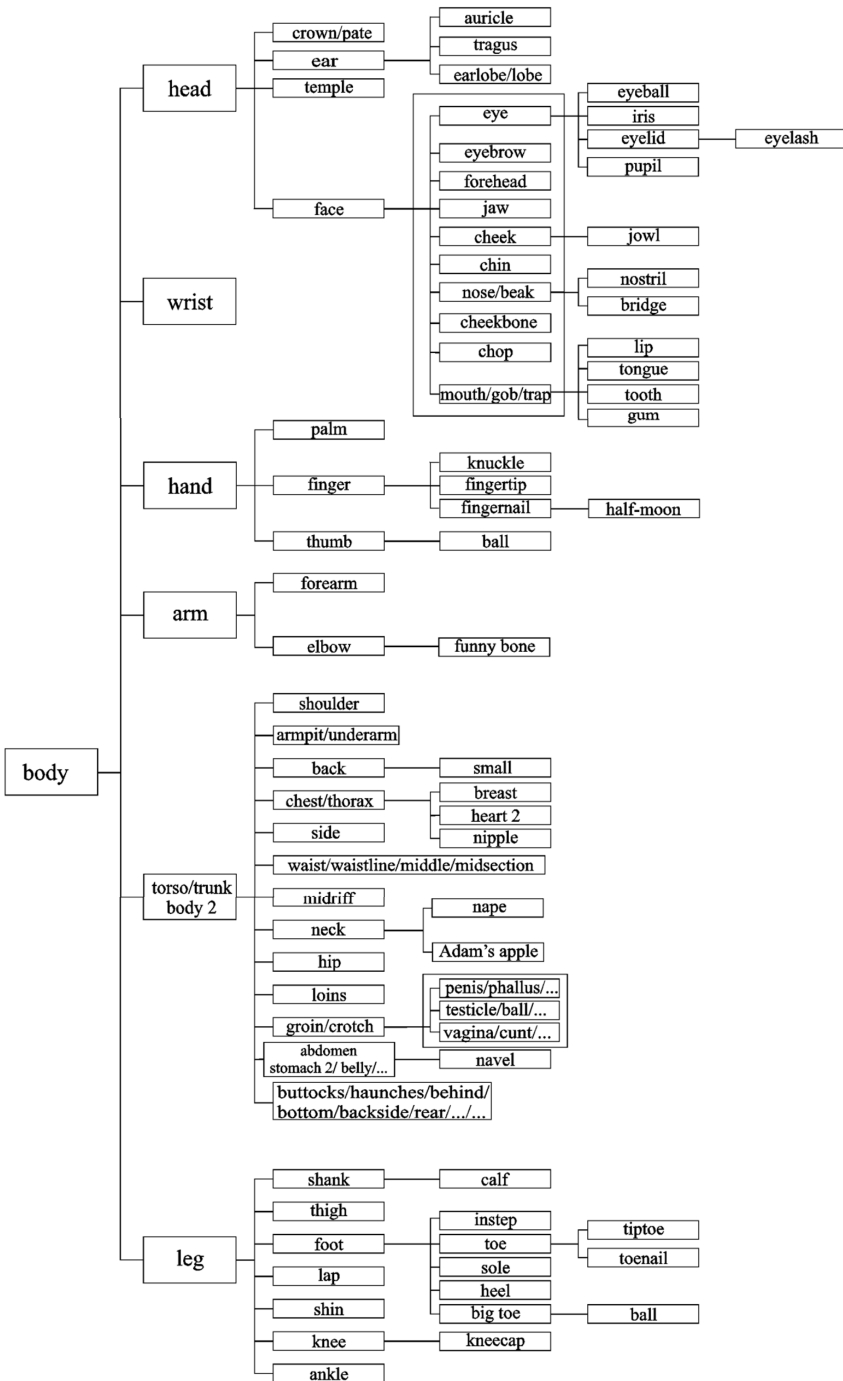 body
head
crown/pate
ear
auricle
tragus
earlobe/lobe
temple
face
eye
eyeball
iris
eyelid
eyelash
pupil
eyebrow
forehead
jaw
cheek
jowl
chin
nose/beak
nostril
bridge
cheekbone
chop
mouth/gob/trap
lip
tongue
tooth
gum
wrist
hand
palm
finger
knuckle
fingertip
fingernail
half-moon
thumb
ball
arm
forearm
elbow
funny bone
torso/trunk
body 2
shoulder
armpit/underarm
back
small
chest/thorax
breast
heart 2
nipple
side
waist/waistline/middle/midsection
midriff
neck
nape
Adam's apple
hip
loins
groin/crotch
penis/phallus/...
testicle/ball/...
vagina/cunt/...
abdomen
stomach 2/ belly/...
navel
buttocks/haunches/behind/
bottom/backside/rear/.../...
leg
shank
calf
thigh
foot
instep
toe
tiptoe
toenail
sole
heel
big toe
ball
lap
shin
knee
kneecap
ankle